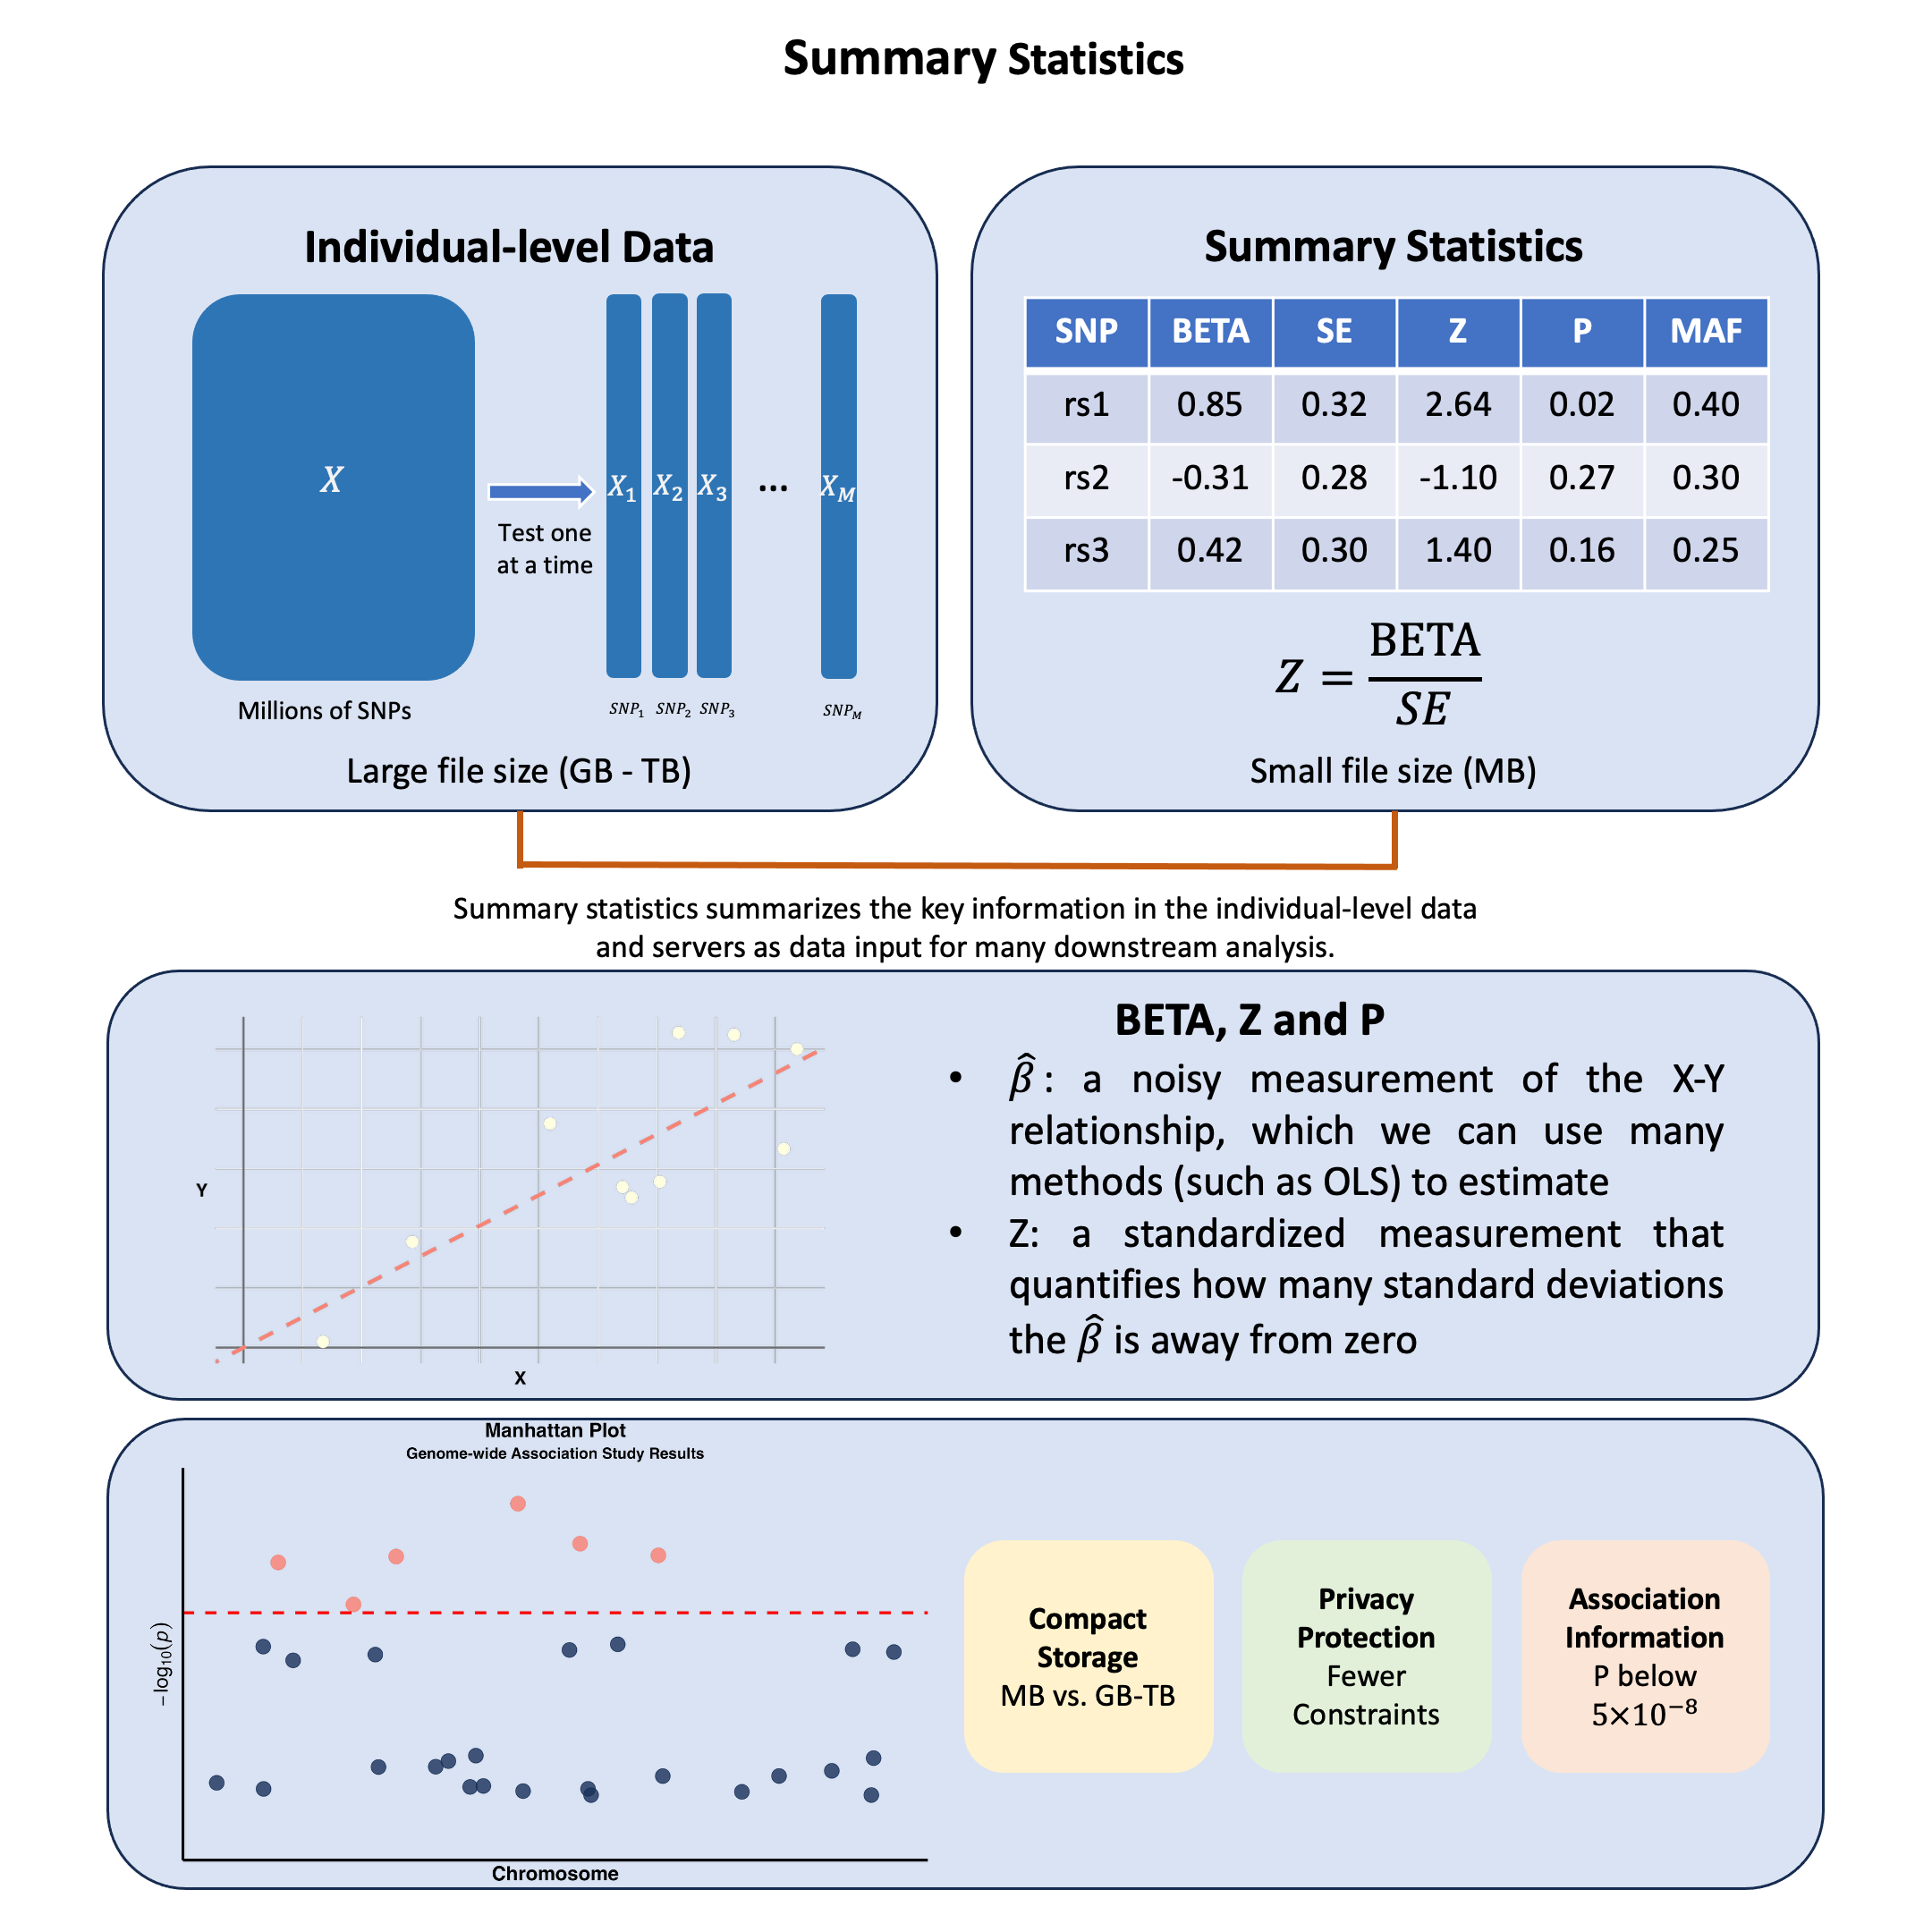 Summary Statistics
Individual-level Data
X
Test one
at a time
X₁ X₂ X₃ ... X_M
Millions of SNPs
SNP₁ SNP₂ SNP₃ SNP_M
Large file size (GB - TB)
Summary Statistics
SNP BETA SE Z P MAF
rs1 0.85 0.32 2.64 0.02 0.40
rs2 -0.31 0.28 -1.10 0.27 0.30
rs3 0.42 0.30 1.40 0.16 0.25
Z = BETA / SE
Small file size (MB)
Summary statistics summarizes the key information in the individual-level data
and servers as data input for many downstream analysis.
Y
X
BETA, Z and P
• β̂ : a noisy measurement of the X-Y
relationship, which we can use many
methods (such as OLS) to estimate
• Z: a standardized measurement that
quantifies how many standard deviations
the β̂ is away from zero
Manhattan Plot
Genome-wide Association Study Results
−log₁₀(p)
Chromosome
Compact
Storage
MB vs. GB-TB
Privacy
Protection
Fewer
Constraints
Association
Information
P below
5×10⁻⁸